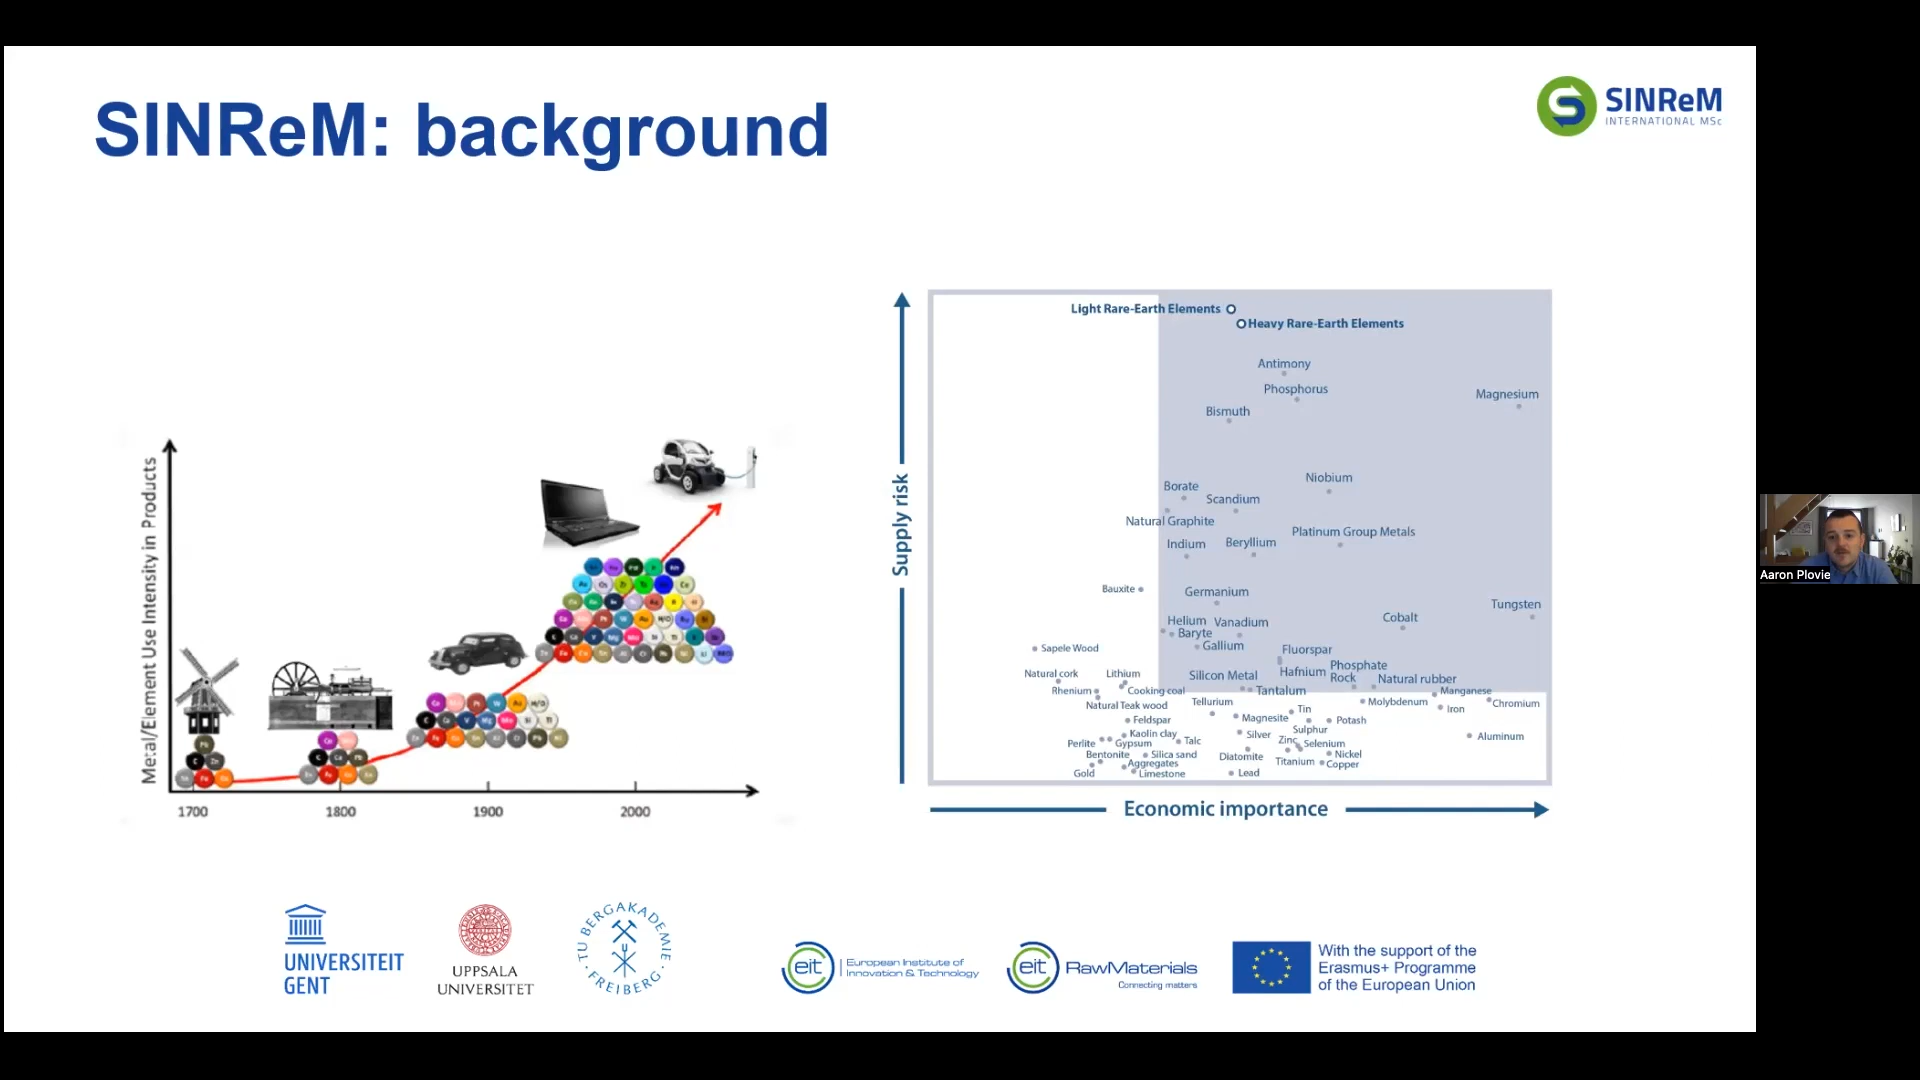 SINReM: background
SINReM
INTERNATIONAL MSc
Metal/Element Use Intensity in Products
1700
1800
1900
2000
Supply risk
Light Rare-Earth Elements
Heavy Rare-Earth Elements
Antimony
Phosphorus
Magnesium
Bismuth
Niobium
Borate
Scandium
Natural Graphite
Platinum Group Metals
Indium
Beryllium
Bauxite
Germanium
Tungsten
Cobalt
Helium
Vanadium
Baryte
Gallium
Sapele Wood
Fluorspar
Natural cork
Lithium
Silicon Metal
Hafnium
Phosphate
Rock
Natural rubber
Rhenium
Cooking coal
Tantalum
Manganese
Natural Teak wood
Tellurium
Molybdenum
Chromium
Iron
Tin
Feldspar
Magnesite
Potash
Sulphur
Kaolin clay
Silver
Aluminum
Perlite
Gypsum
Talc
Zinc
Selenium
Bentonite
Silica sand
Diatomite
Nickel
Aggregates
Titanium
Copper
Gold
Limestone
Lead
Economic importance
UNIVERSITEIT
GENT
UPPSALA
UNIVERSITET
TU BERGAKADEMIE
FREIBERG
eit
European Institute of
Innovation & Technology
eit
RawMaterials
Connecting matters
With the support of the
Erasmus+ Programme
of the European Union
Aaron Plovie